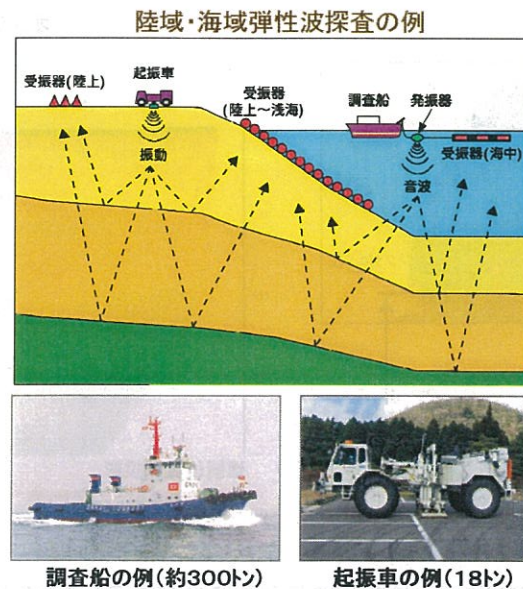 陸域・海域弾性波探査の例
受振器(陸上)
起振車
受振器
(陸上～浅海)
調査船
発振器
受振器(海中)
振動
音波
調査船の例(約300トン)
起振車の例(18トン)